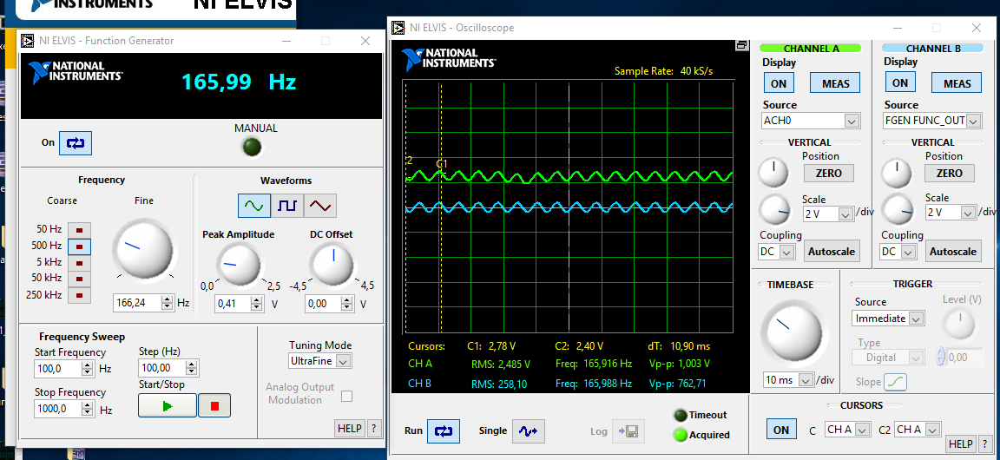 INSTRUMENTS
NI ELVIS
NI ELVIS - Function Generator
NATIONAL
INSTRUMENTS™
165,99 Hz
On
MANUAL
Frequency
Coarse
Fine
50 Hz
500 Hz
5 kHz
50 kHz
250 kHz
166,24 Hz
Waveforms
Peak Amplitude
DC Offset
0,0
2,5
-4,5
4,5
0,41 V
0,00 V
Frequency Sweep
Start Frequency
100,0 Hz
Step (Hz)
100,00
Stop Frequency
1000,0 Hz
Start/Stop
Tuning Mode
UltraFine
Analog Output
Modulation
HELP ?
NI ELVIS - Oscilloscope
NATIONAL
INSTRUMENTS™
Sample Rate: 40 kS/s
2
C1
Cursors: C1: 2,78 V C2: 2,40 V dT: 10,90 ms
CH A RMS: 2,485 V Freq: 165,916 Hz Vp-p: 1,003 V
CH B RMS: 258,10 Freq: 165,988 Hz Vp-p: 762,71
Run
Single
Log
Timeout
Acquired
CHANNEL A
Display
ON MEAS
Source
ACH0
VERTICAL
Position
ZERO
Scale
2 V /div
Coupling
DC Autoscale
CHANNEL B
Display
ON MEAS
Source
FGEN FUNC_OUT
VERTICAL
Position
ZERO
Scale
2 V /div
Coupling
DC Autoscale
TIMEBASE
10 ms /div
TRIGGER
Source
Immediate
Level (V)
Type
Digital
0,00
Slope
CURSORS
ON C CH A C2 CH A
HELP ?